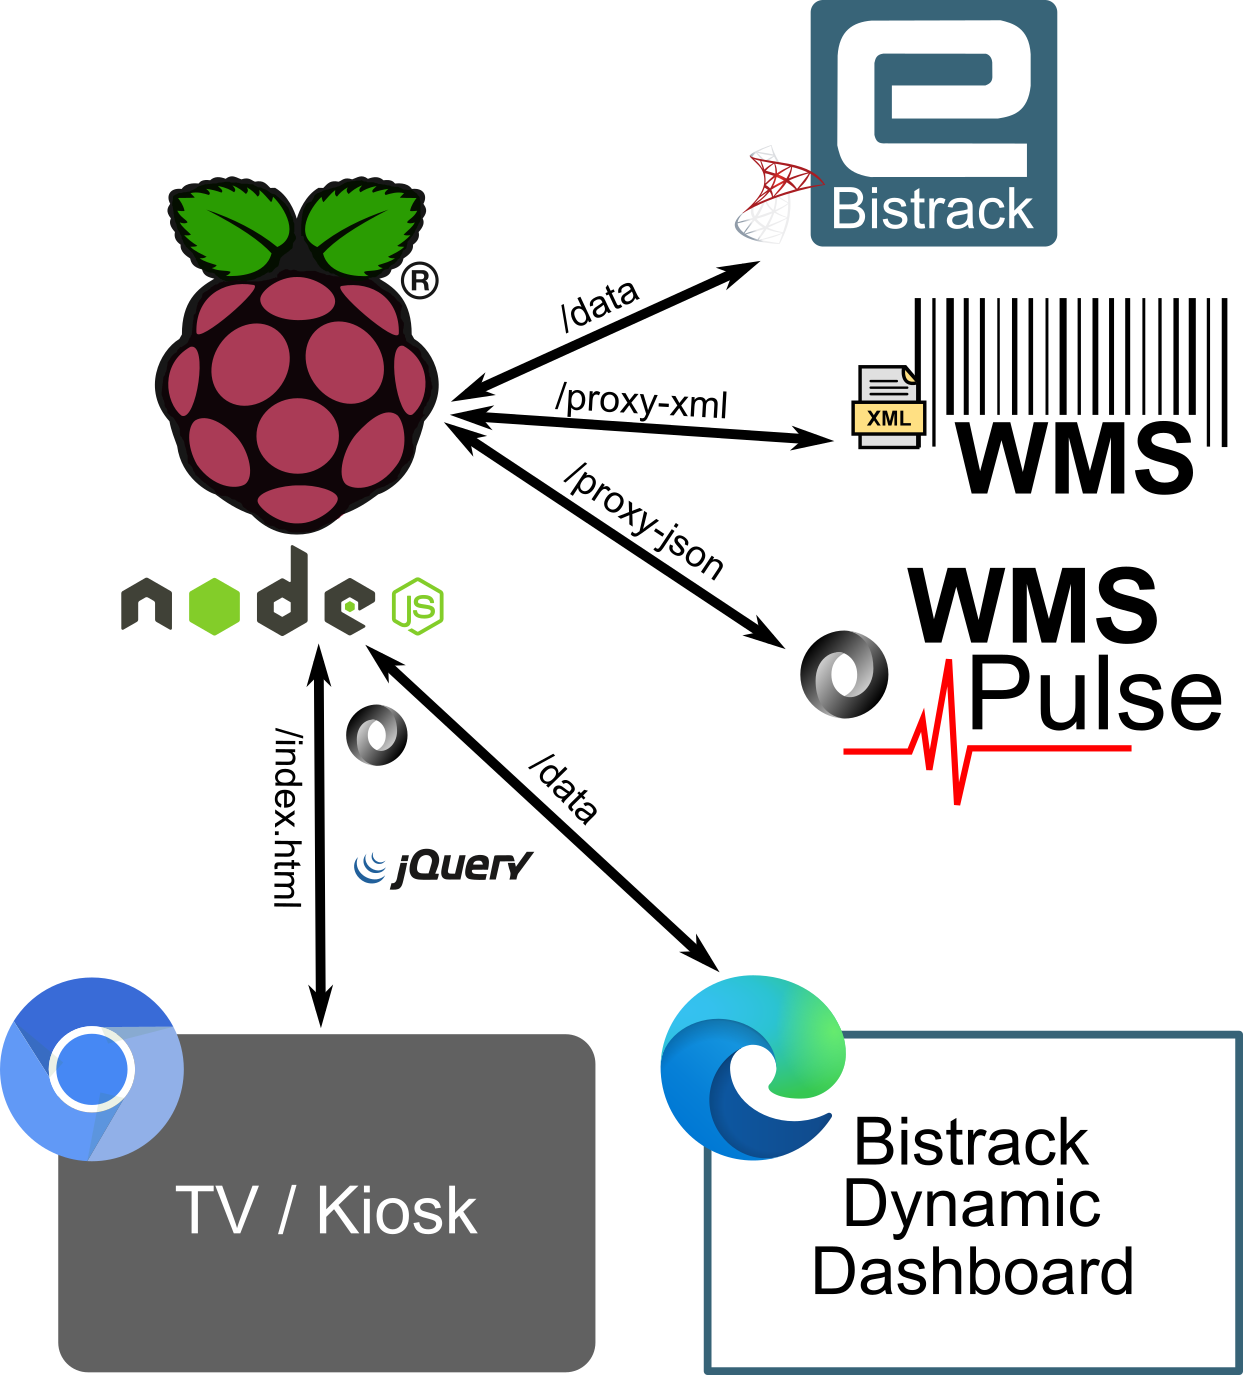 Bistrack
®
/data
/proxy-xml
XML
WMS
/proxy-json
node
JS
WMS
Pulse
/index.html
/data
jQuery
TV / Kiosk
Bistrack
Dynamic
Dashboard